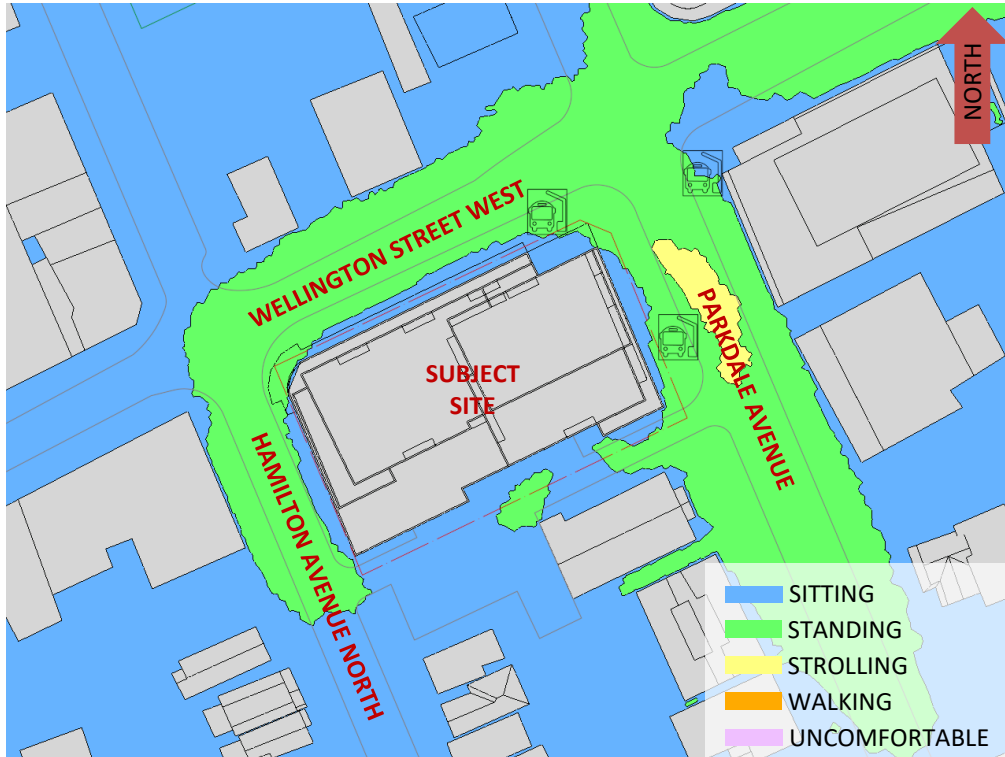 NORTH
WELLINGTON STREET WEST
PARKDALE AVENUE
SUBJECT
SITE
HAMILTON AVENUE NORTH
SITTING
STANDING
STROLLING
WALKING
UNCOMFORTABLE